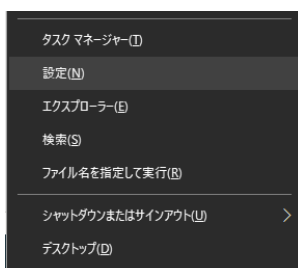 タスク マネージャー(T)
設定(N)
エクスプローラー(E)
検索(S)
ファイル名を指定して実行(R)
シャットダウンまたはサインアウト(U)
デスクトップ(D)